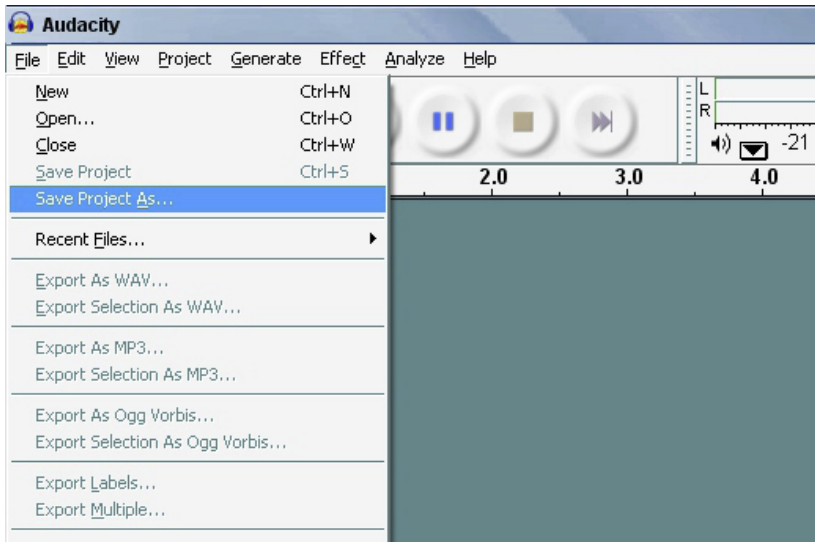 Audacity
File Edit View Project Generate Effect Analyze Help
New Ctrl+N
Open... Ctrl+O
Close Ctrl+W
Save Project Ctrl+S
Save Project As...
Recent Files...
Export As WAV...
Export Selection As WAV...
Export As MP3...
Export Selection As MP3...
Export As Ogg Vorbis...
Export Selection As Ogg Vorbis...
Export Labels...
Export Multiple...
L
R
-21
2.0 3.0 4.0